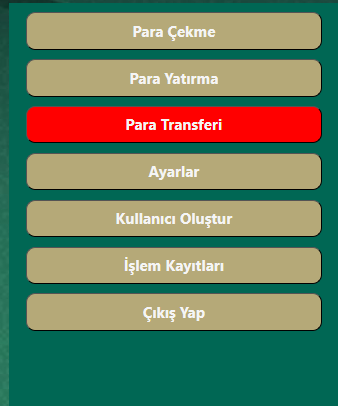 Para Çekme
Para Yatırma
Para Transferi
Ayarlar
Kullanıcı Oluştur
İşlem Kayıtları
Çıkış Yap